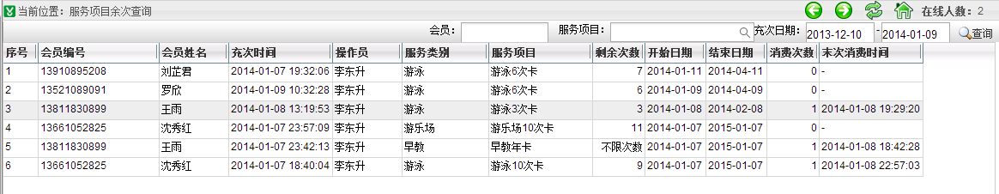 当前位置：服务项目余次查询 在线人数：2
会员： 服务项目： 充次日期： 2013-12-10 - 2014-01-09 查询
序号 会员编号 会员姓名 充次时间 操作员 服务类别 服务项目 剩余次数 开始日期 结束日期 消费次数 末次消费时间
1 13910895208 刘芷君 2014-01-07 19:32:06 李东升 游泳 游泳6次卡 7 2014-01-11 2014-04-11 0 -
2 13521089091 罗欣 2014-01-09 10:32:28 李东升 游泳 游泳6次卡 6 2014-01-09 2014-04-09 0 -
3 13811830899 王雨 2014-01-08 13:19:53 李东升 游泳 游泳3次卡 3 2014-01-08 2014-02-08 1 2014-01-08 19:29:20
4 13661052825 沈秀红 2014-01-07 23:57:09 李东升 游乐场 游乐场10次卡 11 2014-01-07 2015-01-07 0 -
5 13811830899 王雨 2014-01-07 23:42:13 李东升 早教 早教年卡 不限次数 2014-01-07 2015-01-07 1 2014-01-08 18:42:28
6 13661052825 沈秀红 2014-01-07 18:40:04 李东升 游泳 游泳10次卡 9 2014-01-07 2015-01-07 1 2014-01-08 22:57:03